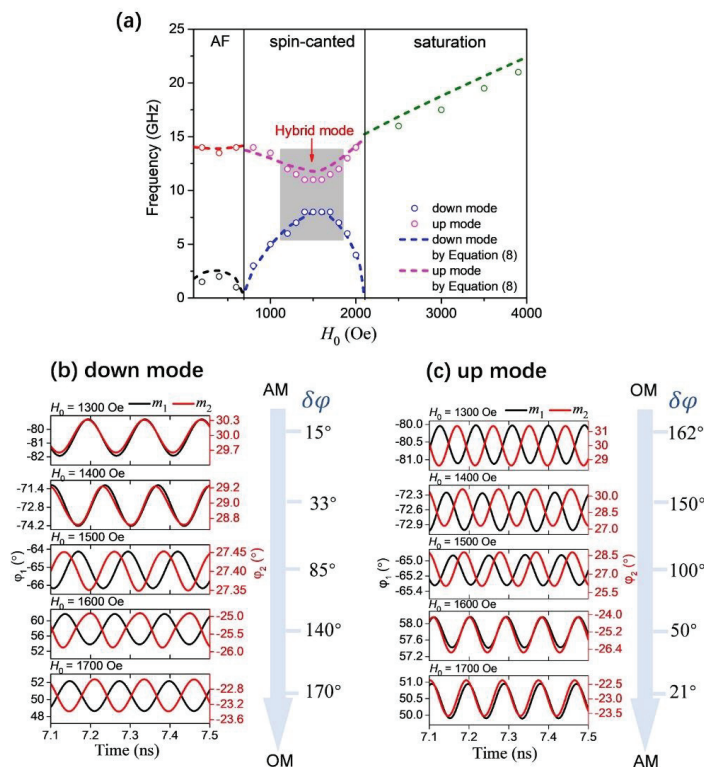 (a)
AF spin-canted saturation
25
20
15
10
5
0
Frequency (GHz)
Hybrid mode
down mode
up mode
down mode
by Equation (8)
up mode
by Equation (8)
1000 2000 3000 4000
H0 (Oe)
(b) down mode
AM δφ
H0 = 1300 Oe m1 m2
-80
-81
-82
30.3
30.0
29.7
15°
H0 = 1400 Oe
-71.4
-72.8
-74.2
29.2
29.0
28.8
33°
H0 = 1500 Oe
-64
-65
-66
27.45
27.40
27.35
85°
H0 = 1600 Oe
60
56
52
-25.0
-25.5
-26.0
140°
H0 = 1700 Oe
52
50
48
-22.8
-23.2
-23.6
170°
φ1 (°)
φ2 (°)
7.1 7.2 7.3 7.4 7.5
Time (ns)
OM
(c) up mode
OM δφ
H0 = 1300 Oe m1 m2
-80.0
-80.5
-81.0
31
30
29
162°
H0 = 1400 Oe
-72.3
-72.6
-72.9
30.0
28.5
27.0
150°
H0 = 1500 Oe
-65.0
-65.2
-65.4
28.5
27.0
25.5
100°
H0 = 1600 Oe
58.0
57.6
57.2
-24.0
-25.2
-26.4
50°
H0 = 1700 Oe
51.0
50.5
50.0
-22.5
-23.0
-23.5
21°
φ1 (°)
φ2 (°)
7.1 7.2 7.3 7.4 7.5
Time (ns)
AM